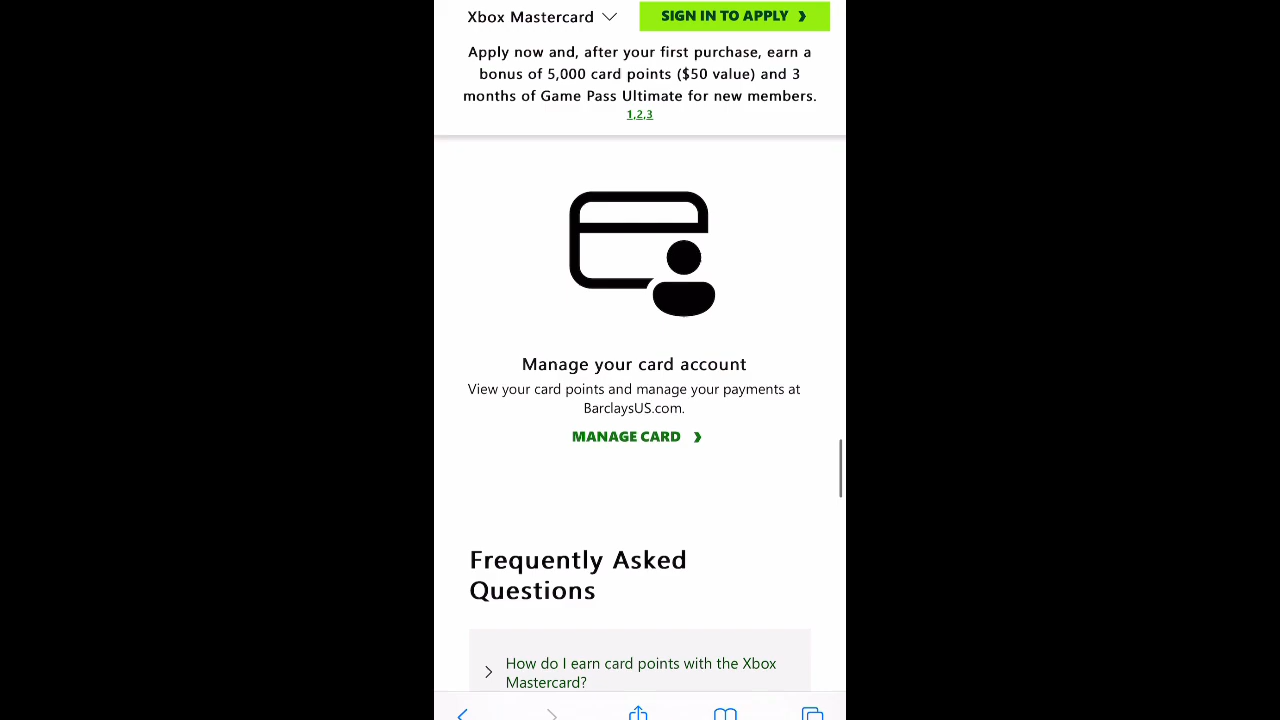 Xbox Mastercard
SIGN IN TO APPLY
Apply now and, after your first purchase, earn a
bonus of 5,000 card points ($50 value) and 3
months of Game Pass Ultimate for new members.
1,2,3
Manage your card account
View your card points and manage your payments at
BarclaysUS.com.
MANAGE CARD
Frequently Asked
Questions
How do I earn card points with the Xbox
Mastercard?